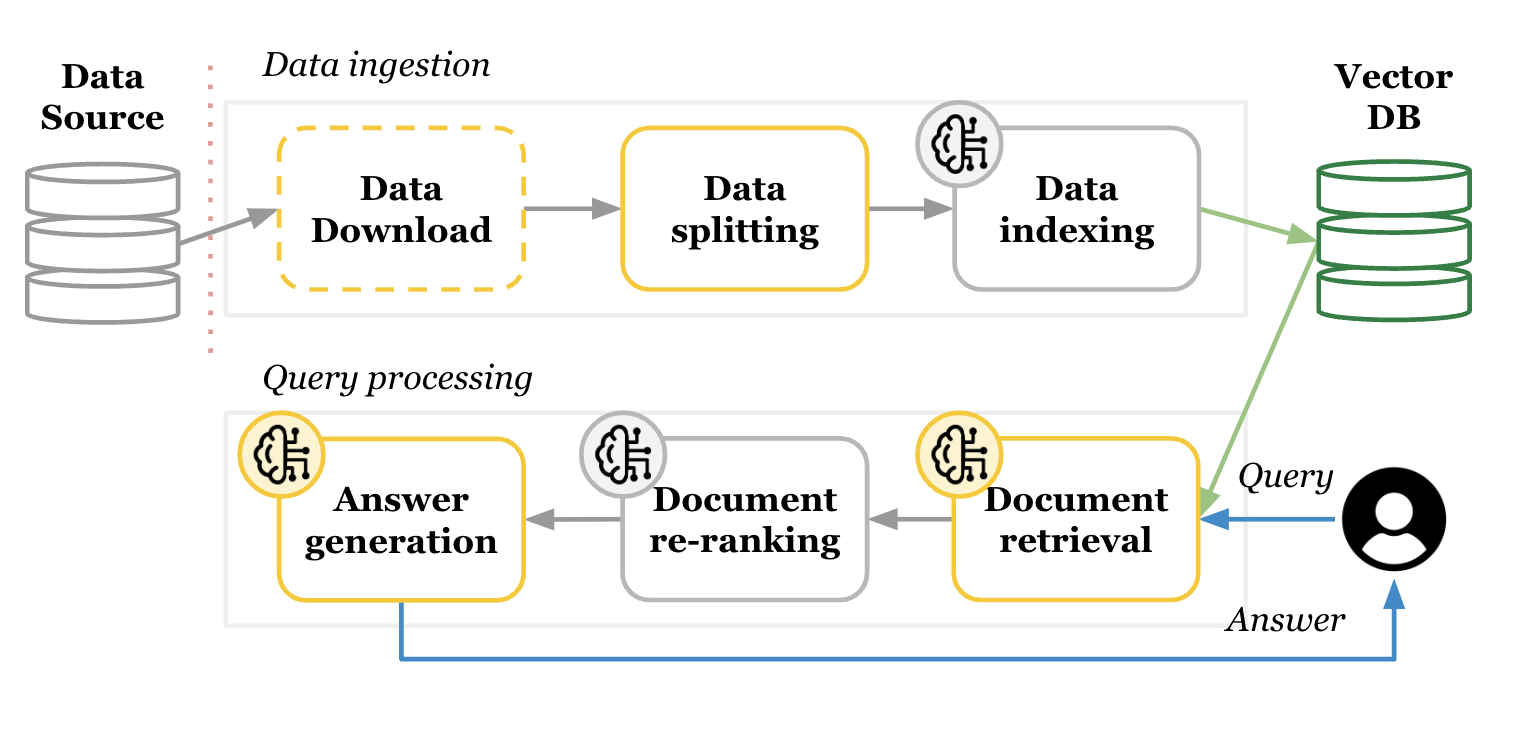 Data ingestion
Data
Source
Vector
DB
Data
Download
Data
splitting
Data
indexing
Query processing
Answer
generation
Document
re-ranking
Document
retrieval
Query
Answer